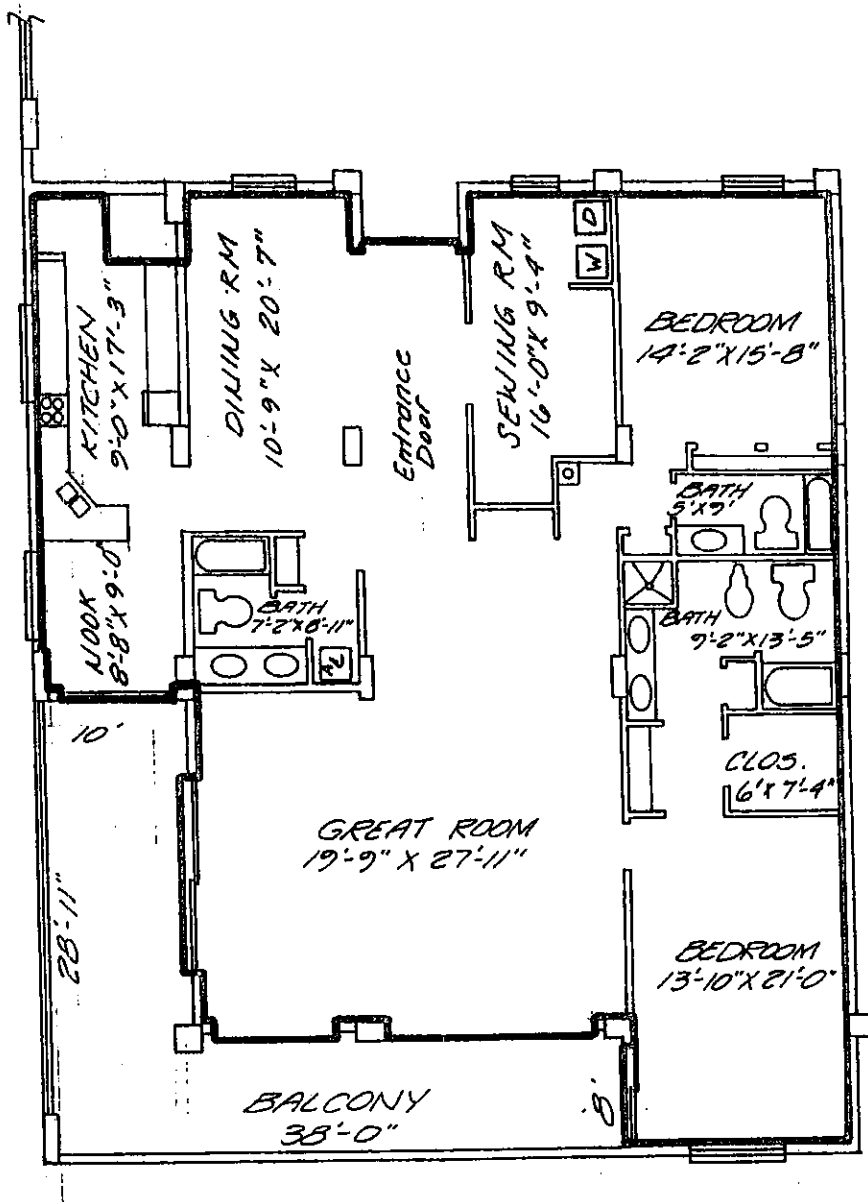 KITCHEN
9'-0" X 17'-3"
DINING RM
10'-9" X 20'-7"
Entrance
Door
SEWING RM
16'-0" X 9'-4"
D
W
BEDROOM
14'-2" X 15'-8"
BATH
5' X 9'
NOOK
8'-8" X 9'-0"
BATH
7'-2" X 8'-11"
BATH
9'-2" X 13'-5"
CLOS.
6' X 7'-4"
10'
28'-11"
GREAT ROOM
19'-9" X 27'-11"
BEDROOM
13'-10" X 21'-0"
BALCONY
38'-0"
8'